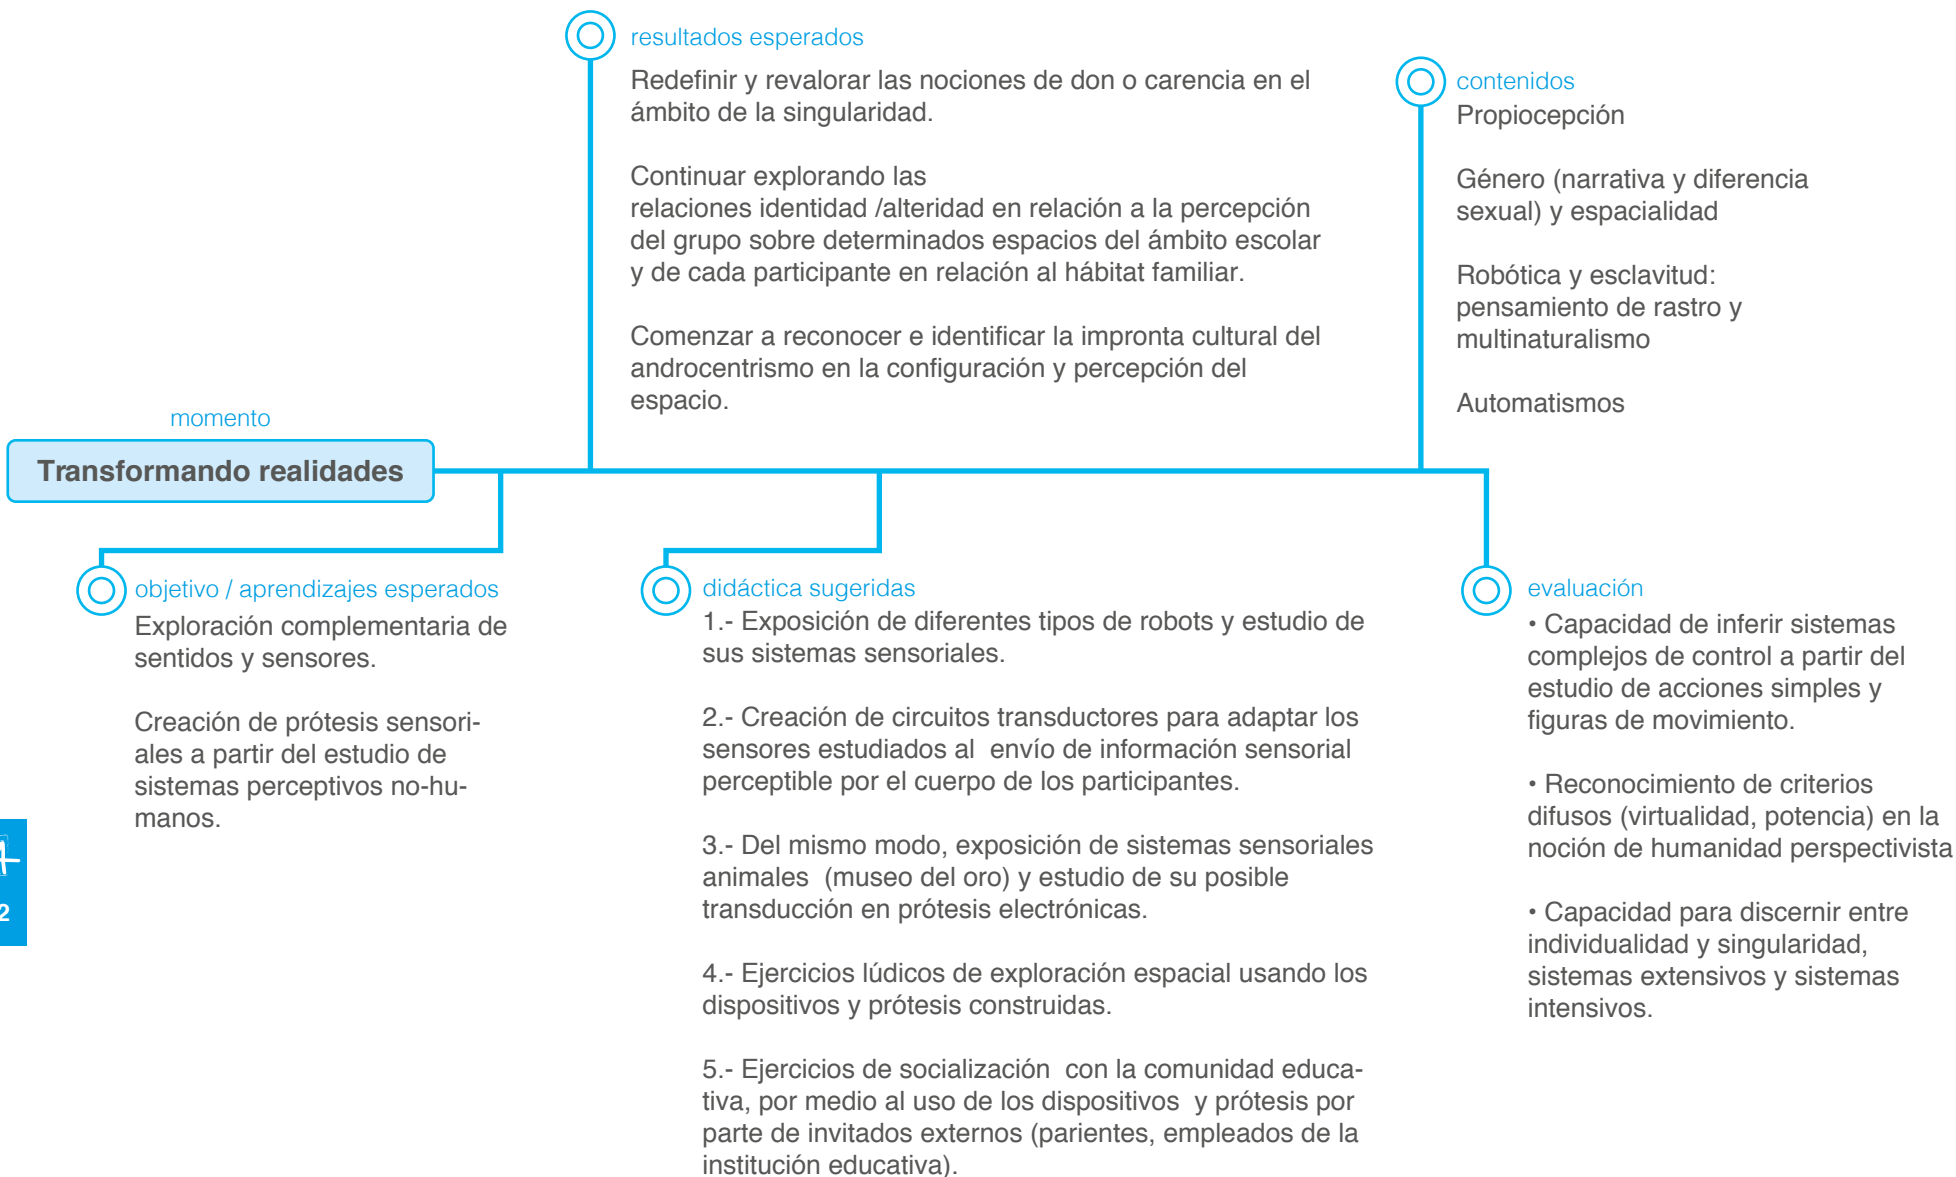 resultados esperados
Redefinir y revalorar las nociones de don o carencia en el
ámbito de la singularidad.
Continuar explorando las
relaciones identidad /alteridad en relación a la percepción
del grupo sobre determinados espacios del ámbito escolar
y de cada participante en relación al hábitat familiar.
Comenzar a reconocer e identificar la impronta cultural del
androcentrismo en la configuración y percepción del
espacio.
contenidos
Propiocepción
Género (narrativa y diferencia
sexual) y espacialidad
Robótica y esclavitud:
pensamiento de rastro y
multinaturalismo
Automatismos
momento
Transformando realidades
objetivo / aprendizajes esperados
Exploración complementaria de
sentidos y sensores.
Creación de prótesis sensori-
ales a partir del estudio de
sistemas perceptivos no-hu-
manos.
didáctica sugeridas
1.- Exposición de diferentes tipos de robots y estudio de
sus sistemas sensoriales.
2.- Creación de circuitos transductores para adaptar los
sensores estudiados al  envío de información sensorial
perceptible por el cuerpo de los participantes.
3.- Del mismo modo, exposición de sistemas sensoriales
animales  (museo del oro) y estudio de su posible
transducción en prótesis electrónicas.
4.- Ejercicios lúdicos de exploración espacial usando los
dispositivos y prótesis construidas.
5.- Ejercicios de socialización  con la comunidad educa-
tiva, por medio al uso de los dispositivos  y prótesis por
parte de invitados externos (parientes, empleados de la
institución educativa).
evaluación
• Capacidad de inferir sistemas
complejos de control a partir del
estudio de acciones simples y
figuras de movimiento.
• Reconocimiento de criterios
difusos (virtualidad, potencia) en la
noción de humanidad perspectivista
• Capacidad para discernir entre
individualidad y singularidad,
sistemas extensivos y sistemas
intensivos.
2